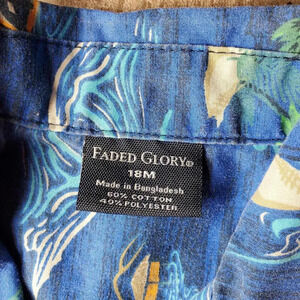 FADED GLORY®
18M
Made in Bangladesh
60% COTTON
40% POLYESTER